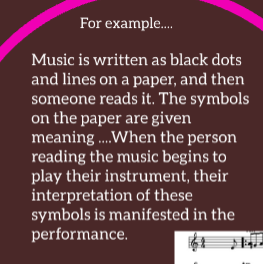 For example....
Music is written as black dots
and lines on a paper, and then
someone reads it. The symbols
on the paper are given
meaning ....When the person
reading the music begins to
play their instrument, their
interpretation of these
symbols is manifested in the
performance.